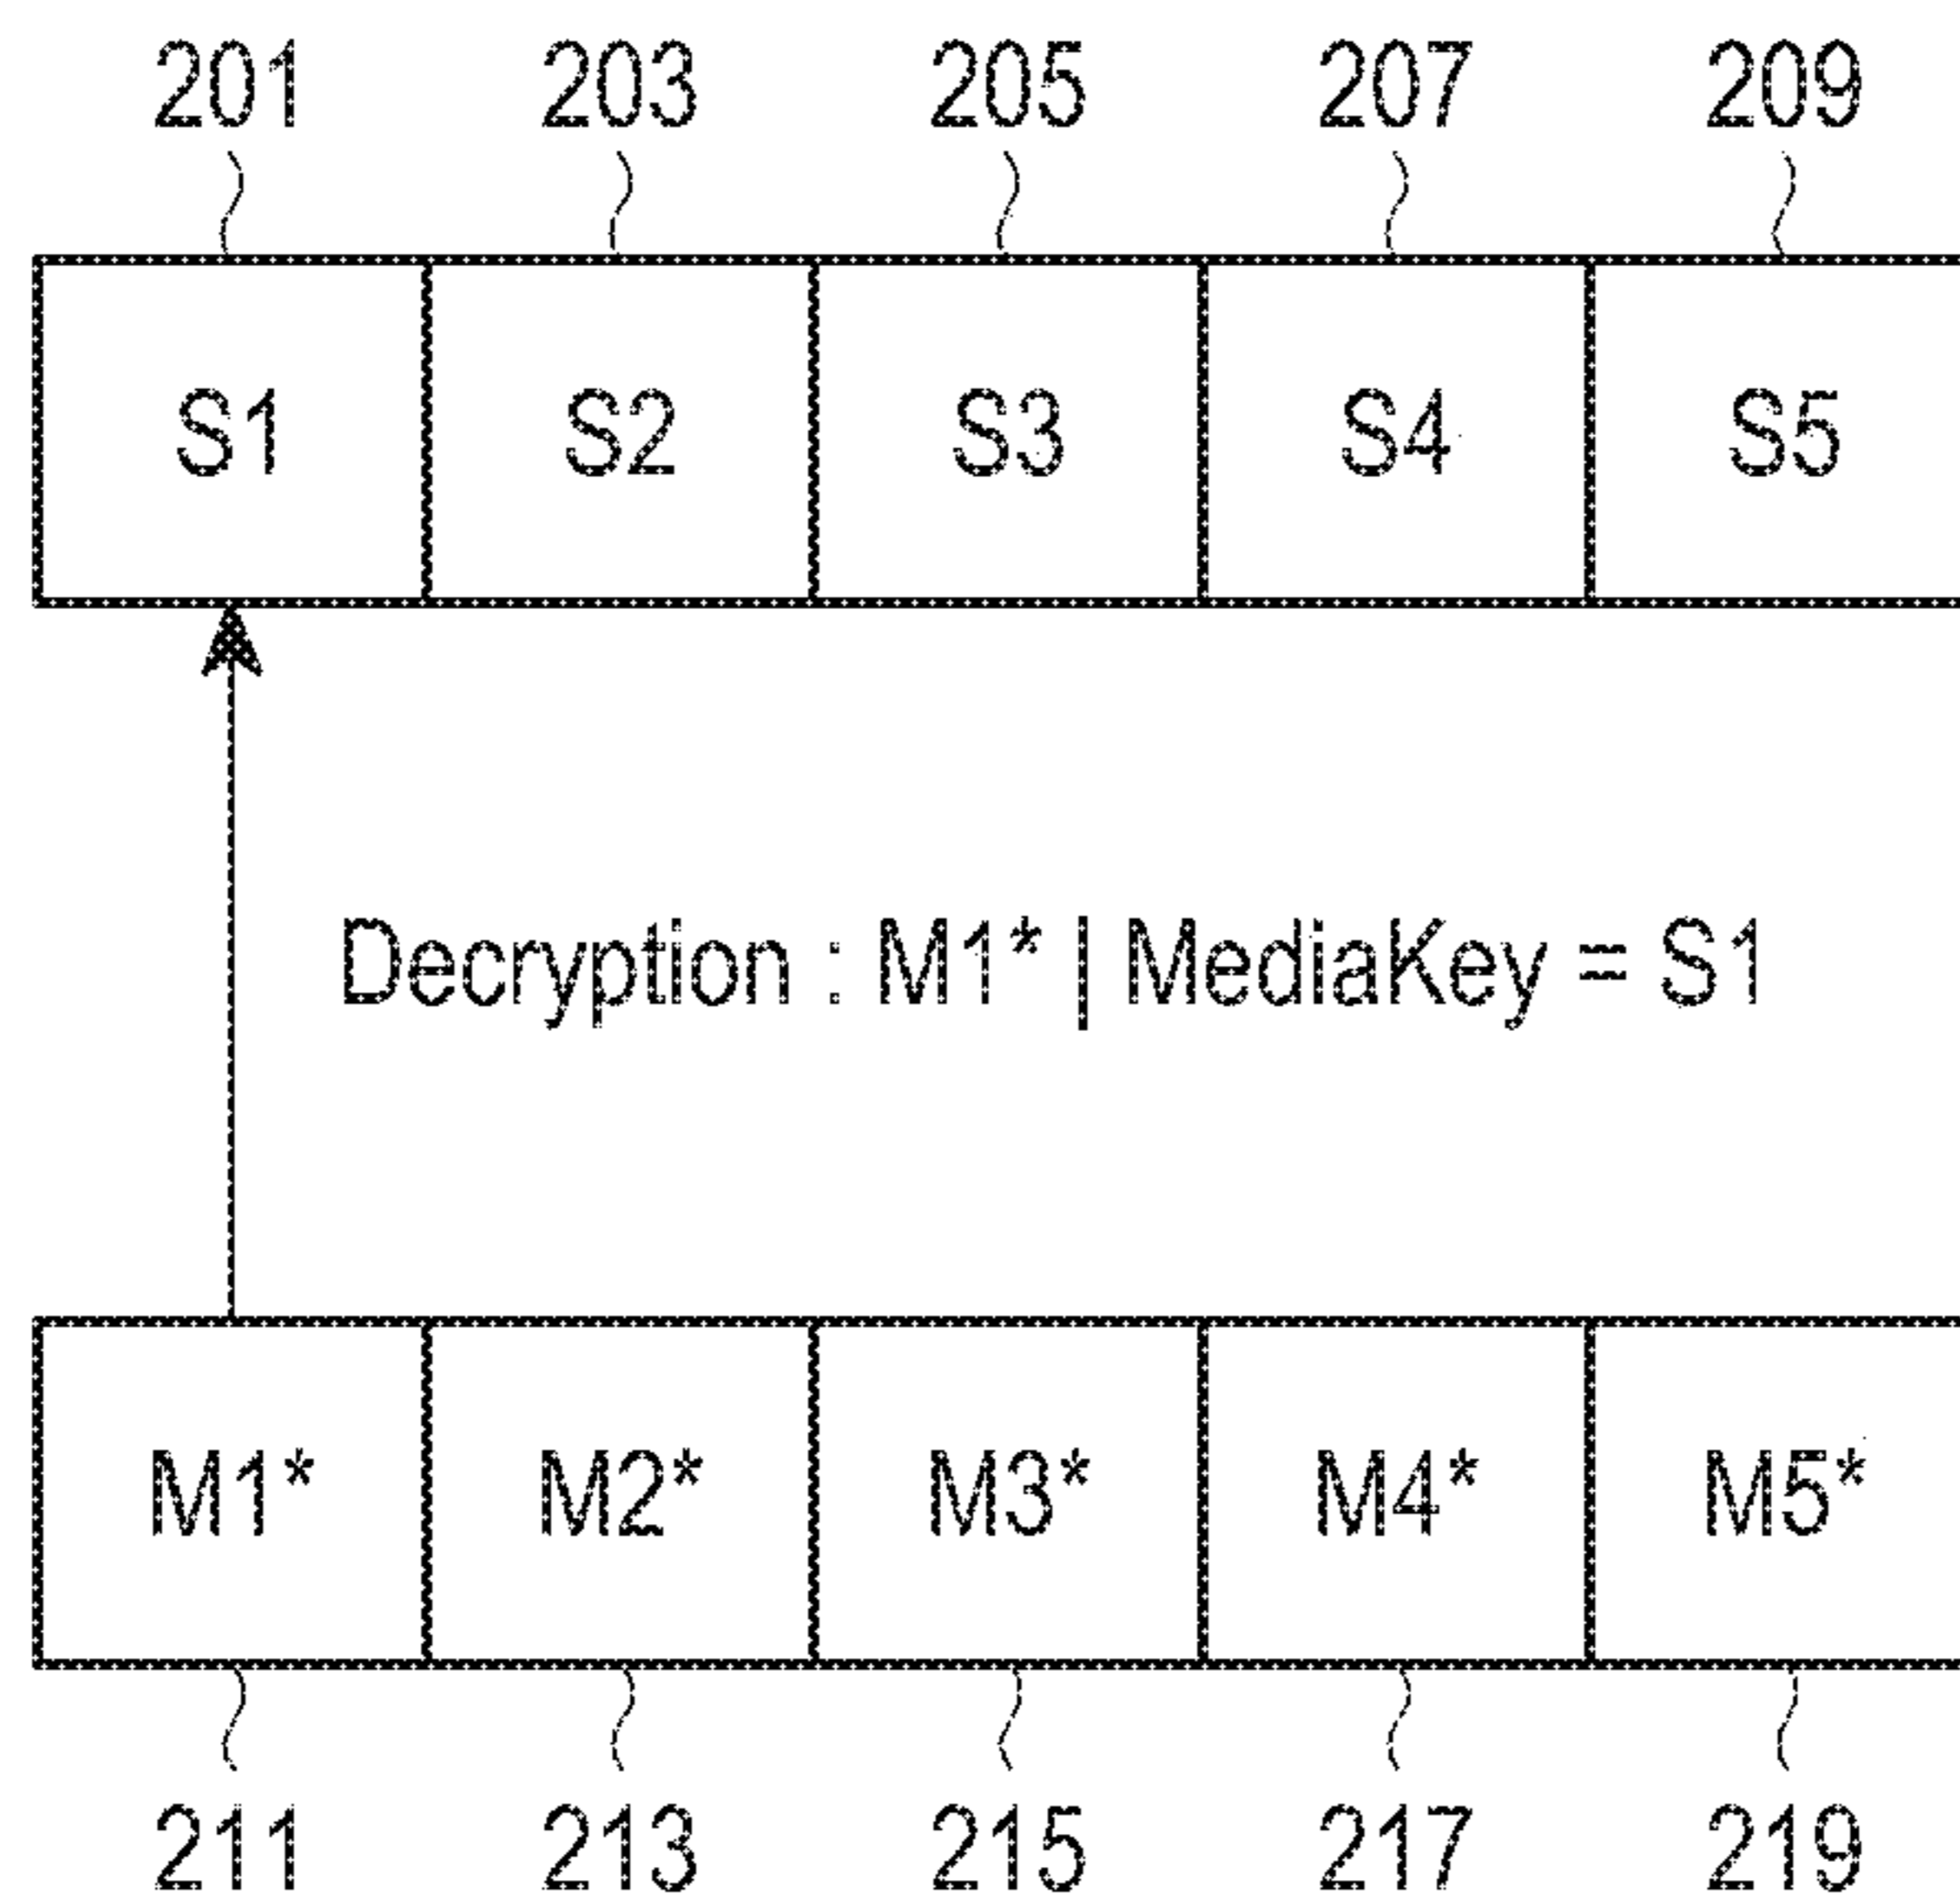 201 203 205 207 209
S1 S2 S3 S4 S5
Decryption : M1* | MediaKey = S1
M1* M2* M3* M4* M5*
211 213 215 217 219